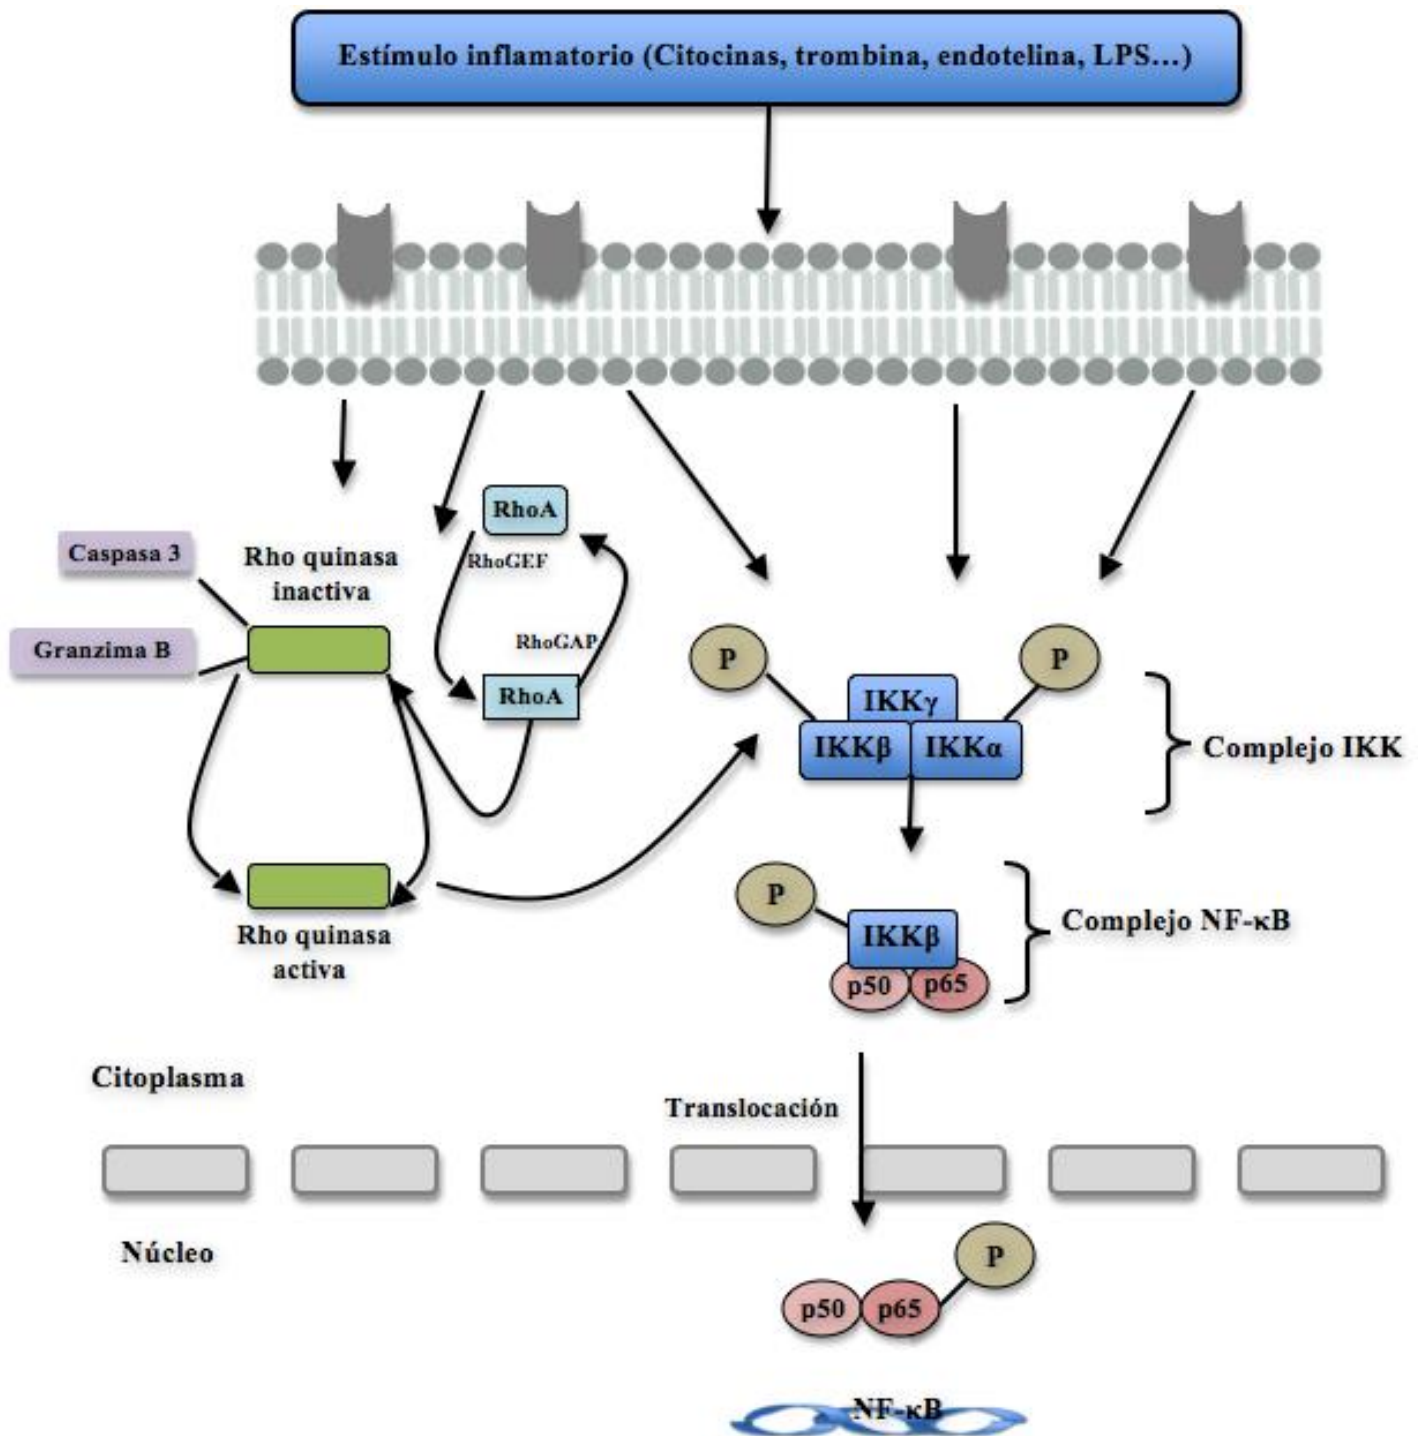 Estímulo inflamatorio (Citocinas, trombina, endotelina, LPS…)
RhoA
Caspasa 3
Rho quinasa
inactiva
RhoGEF
Granzima B
RhoGAP
RhoA
P
P
IKKγ
IKKβ
IKKα
Complejo IKK
P
IKKβ
p50
p65
Complejo NF-κB
Rho quinasa
activa
Citoplasma
Translocación
Núcleo
P
p50
p65
NF-κB